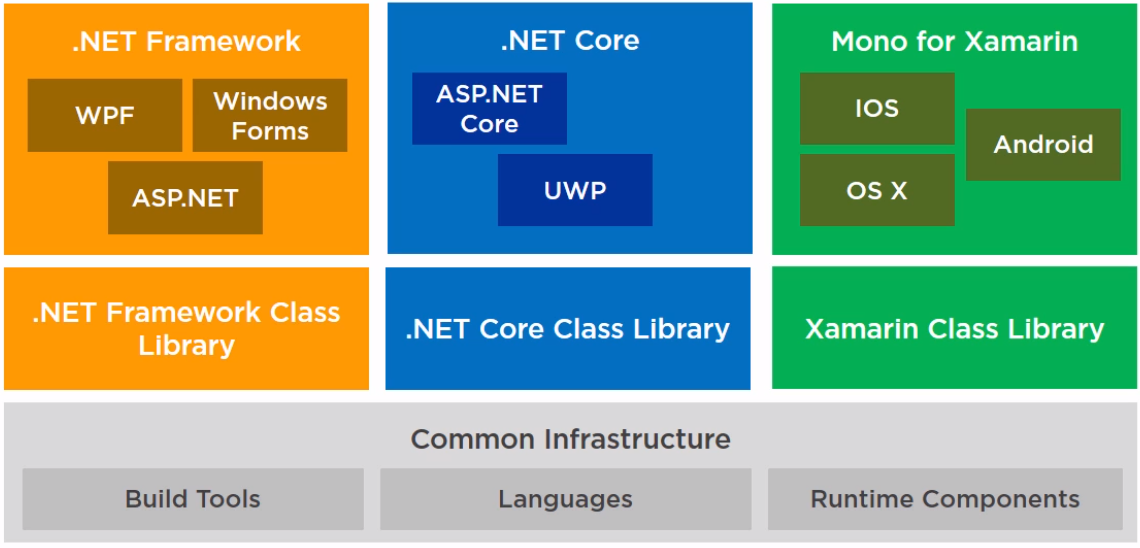 .NET Framework
WPF
Windows
Forms
ASP.NET
.NET Core
ASP.NET
Core
UWP
Mono for Xamarin
IOS
Android
OS X
.NET Framework Class
Library
.NET Core Class Library
Xamarin Class Library
Common Infrastructure
Build Tools
Languages
Runtime Components